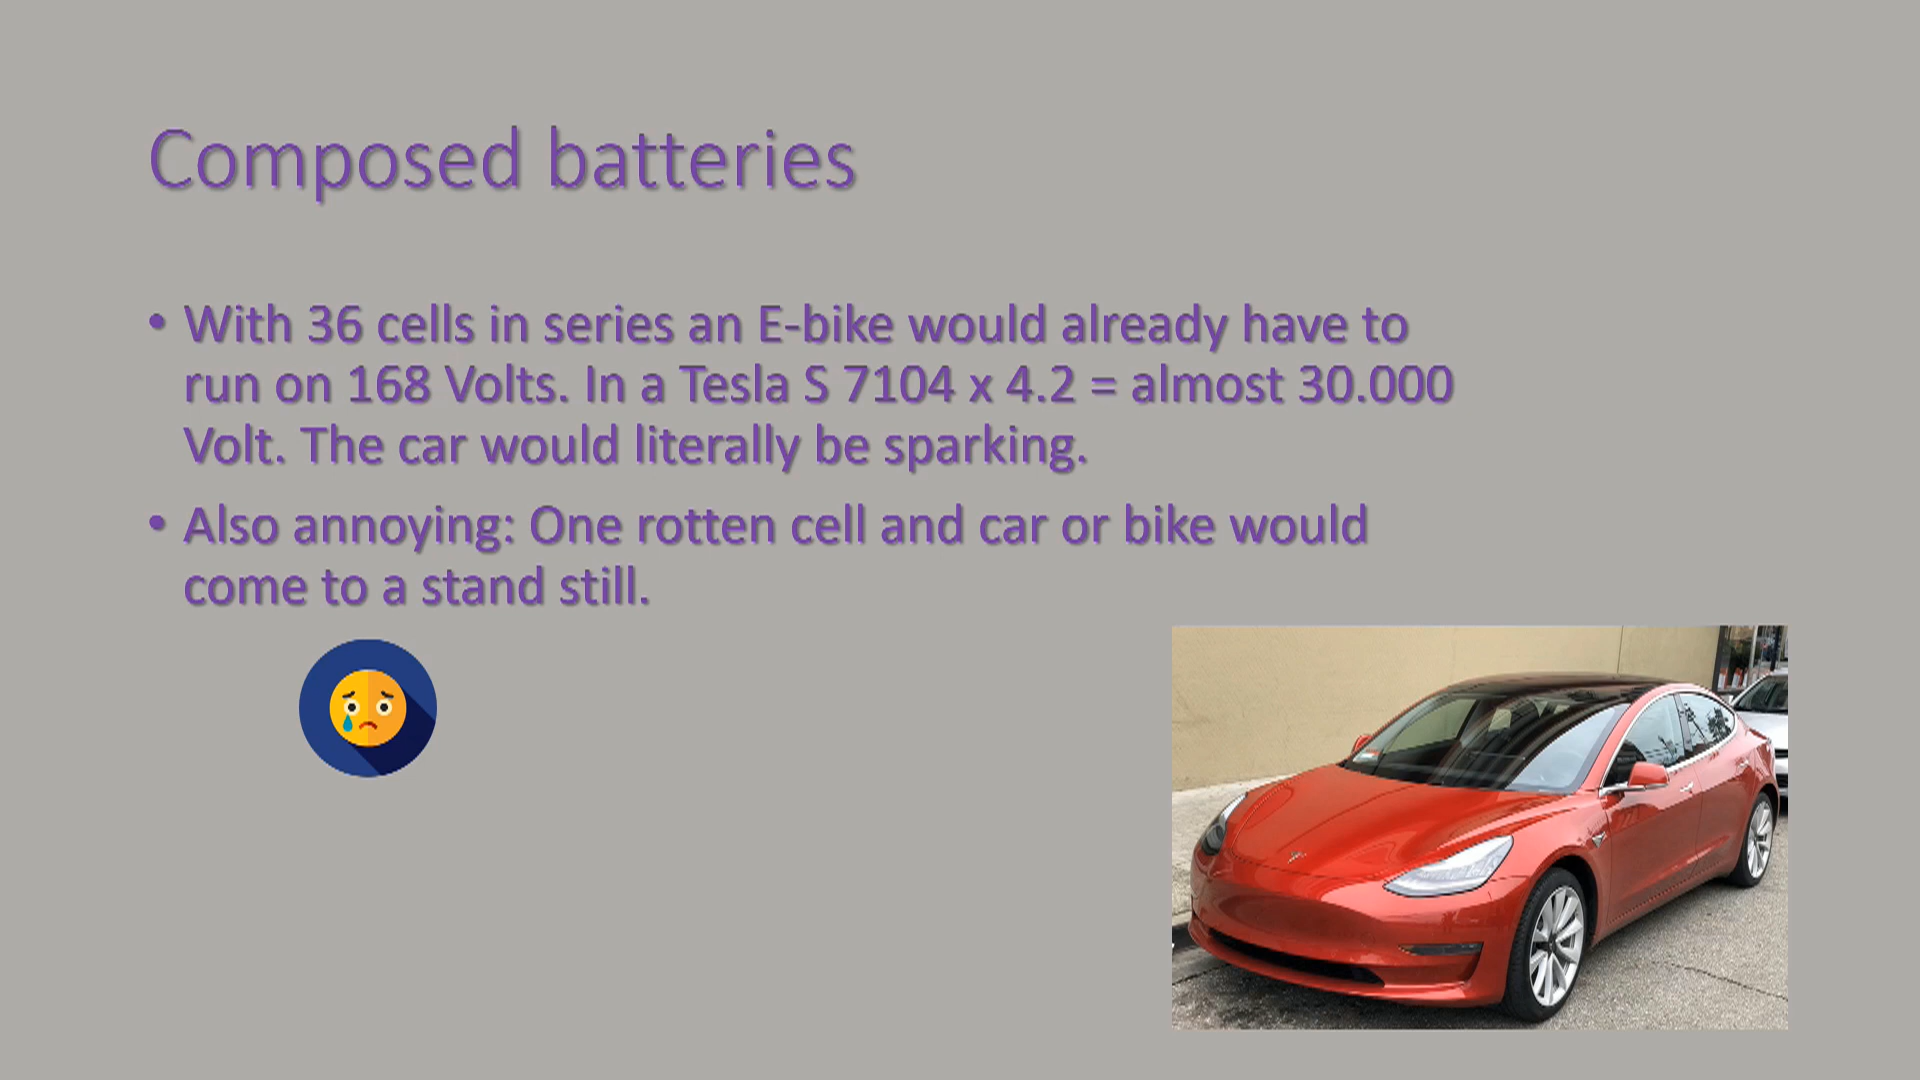 Composed batteries
• With 36 cells in series an E-bike would already have to
run on 168 Volts. In a Tesla S 7104 x 4.2 = almost 30.000
Volt. The car would literally be sparking.
• Also annoying: One rotten cell and car or bike would
come to a stand still.